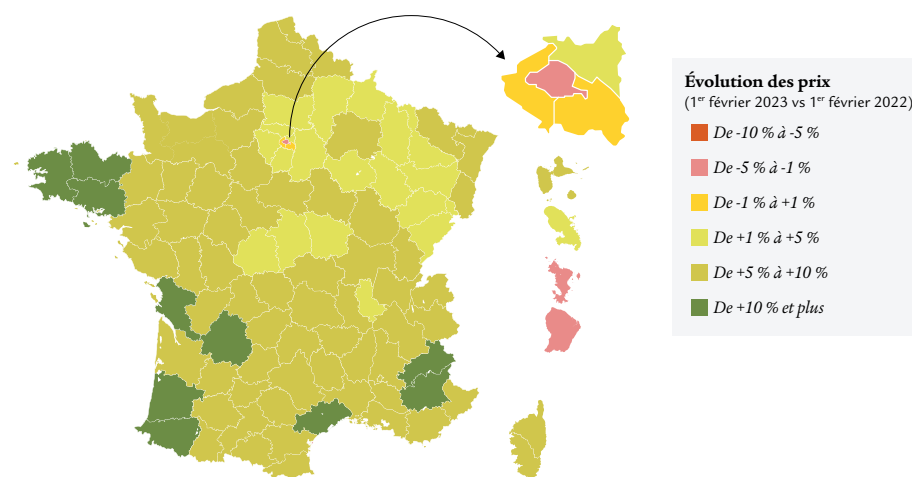 Évolution des prix
(1er février 2023 vs 1er février 2022)
De -10 % à -5 %
De -5 % à -1 %
De -1 % à +1 %
De +1 % à +5 %
De +5 % à +10 %
De +10 % et plus